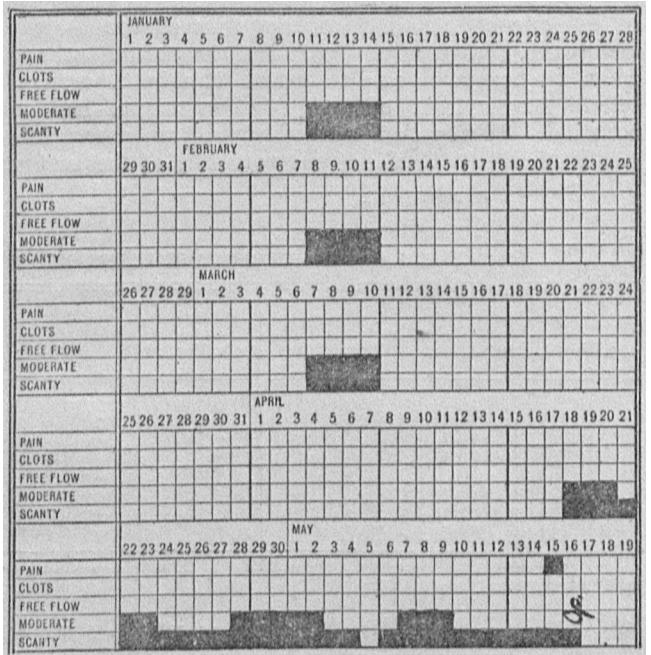 JANUARY
1 2 3 4 5 6 7 8 9 10 11 12 13 14 15 16 17 18 19 20 21 22 23 24 25 26 27 28
PAIN
CLOTS
FREE FLOW
MODERATE
SCANTY
FEBRUARY
29 30 31 1 2 3 4 5 6 7 8 9 10 11 12 13 14 15 16 17 18 19 20 21 22 23 24 25
PAIN
CLOTS
FREE FLOW
MODERATE
SCANTY
MARCH
26 27 28 29 1 2 3 4 5 6 7 8 9 10 11 12 13 14 15 16 17 18 19 20 21 22 23 24
PAIN
CLOTS
FREE FLOW
MODERATE
SCANTY
APRIL
25 26 27 28 29 30 31 1 2 3 4 5 6 7 8 9 10 11 12 13 14 15 16 17 18 19 20 21
PAIN
CLOTS
FREE FLOW
MODERATE
SCANTY
MAY
22 23 24 25 26 27 28 29 30 1 2 3 4 5 6 7 8 9 10 11 12 13 14 15 16 17 18 19
PAIN
CLOTS
FREE FLOW
MODERATE
SCANTY